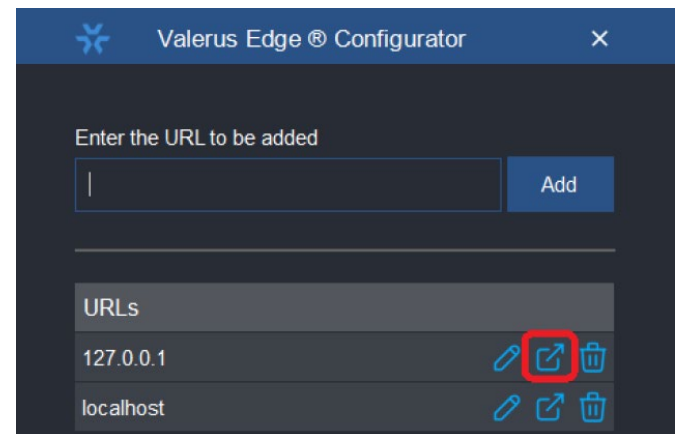 Valerus Edge ® Configurator
Enter the URL to be added
Add
URLs
127.0.0.1
localhost